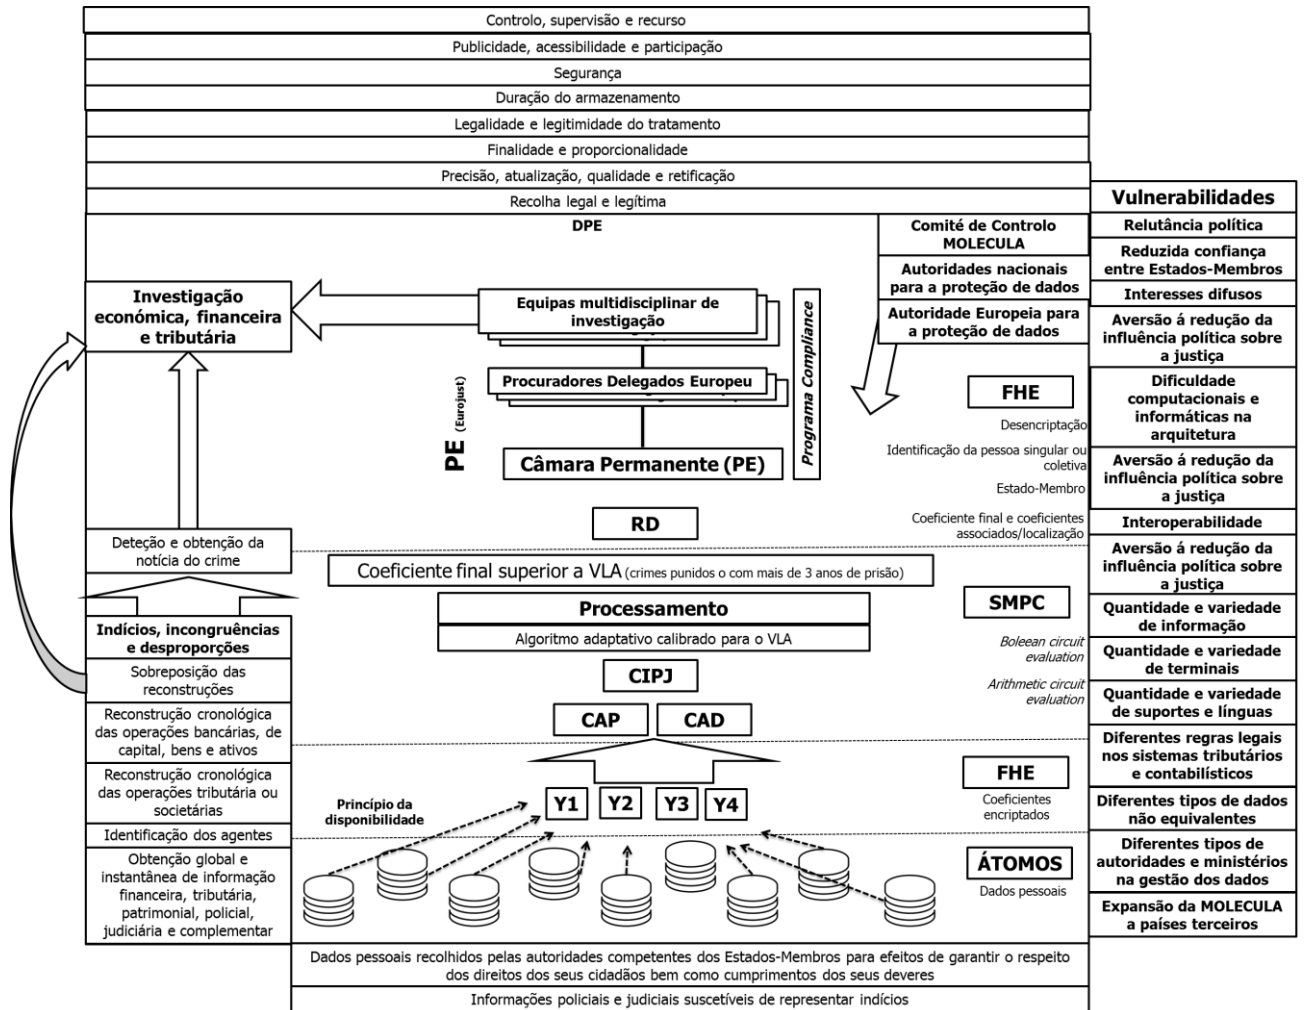 Controlo, supervisão e recurso
Publicidade, acessibilidade e participação
Segurança
Duração do armazenamento
Legalidade e legitimidade do tratamento
Finalidade e proporcionalidade
Precisão, atualização, qualidade e retificação
Recolha legal e legítima
DPE
Investigação
económica, financeira
e tributária
Deteção e obtenção da
notícia do crime
Indícios, incongruências
e desproporções
Sobreposição das
reconstruções
Reconstrução cronológica
das operações bancárias, de
capital, bens e ativos
Reconstrução cronológica
das operações tributária ou
societárias
Identificação dos agentes
Obtenção global e
instantânea de informação
financeira, tributária,
patrimonial, policial,
judiciária e complementar
Equipas multidisciplinar de
investigação
Procuradores Delegados Europeu
Câmara Permanente (PE)
PE (Eurojust)
Programa Compliance
RD
Coeficiente final superior a VLA (crimes punidos o com mais de 3 anos de prisão)
Processamento
Algoritmo adaptativo calibrado para o VLA
CIPJ
CAP
CAD
Y1
Y2
Y3
Y4
Princípio da
disponibilidade
Comité de Controlo
MOLECULA
Autoridades nacionais
para a proteção de dados
Autoridade Europeia para
a proteção de dados
FHE
Desencriptação
Identificação da pessoa singular ou
coletiva
Estado-Membro
Coeficiente final e coeficientes
associados/localização
SMPC
Boleean circuit
evaluation
Arithmetic circuit
evaluation
FHE
Coeficientes
encriptados
ÁTOMOS
Dados pessoais
Dados pessoais recolhidos pelas autoridades competentes dos Estados-Membros para efeitos de garantir o respeito
dos direitos dos seus cidadãos bem como cumprimentos dos seus deveres
Informações policiais e judiciais suscetíveis de representar indícios
Vulnerabilidades
Relutância política
Reduzida confiança
entre Estados-Membros
Interesses difusos
Aversão á redução da
influência política sobre
a justiça
Dificuldade
computacionais e
informáticas na
arquitetura
Aversão á redução da
influência política sobre
a justiça
Interoperabilidade
Aversão á redução da
influência política sobre
a justiça
Quantidade e variedade
de informação
Quantidade e variedade
de terminais
Quantidade e variedade
de suportes e línguas
Diferentes regras legais
nos sistemas tributários
e contabilísticos
Diferentes tipos de dados
não equivalentes
Diferentes tipos de
autoridades e ministérios
na gestão dos dados
Expansão da MOLECULA
a países terceiros